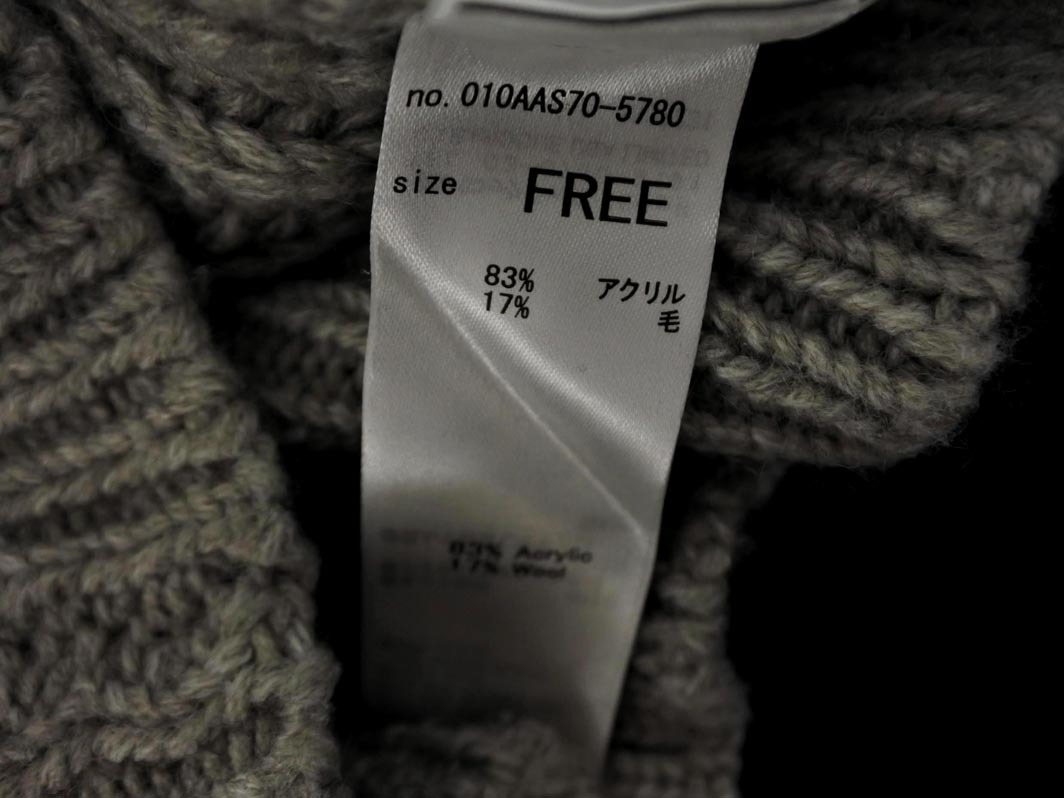 no. 010AAS70-5780
size FREE
83% アクリル
17% 毛
83% Acrylic
17% Wool